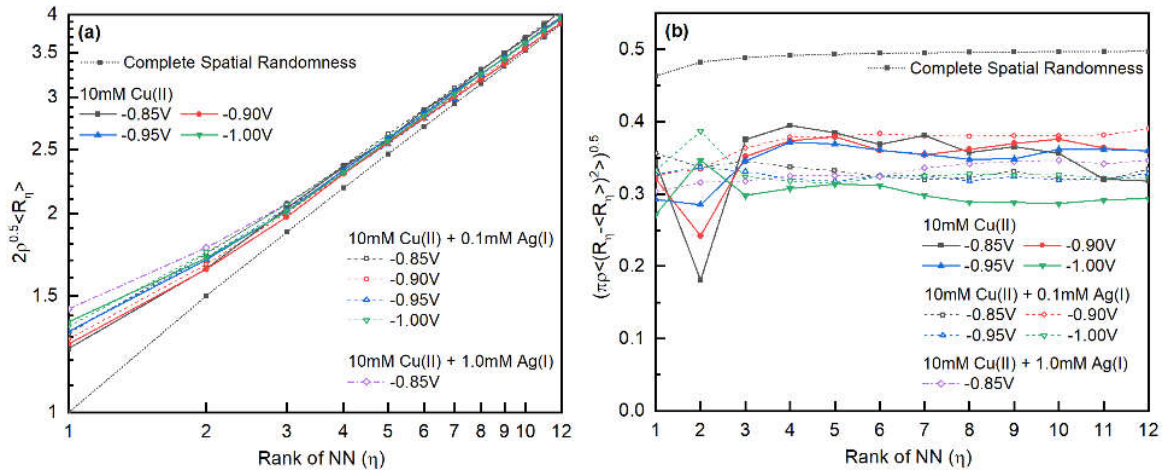 (a)
Complete Spatial Randomness
10mM Cu(II)
-0.85V -0.90V
-0.95V -1.00V
10mM Cu(II) + 0.1mM Ag(I)
-0.85V
-0.90V
-0.95V
-1.00V
10mM Cu(II) + 1.0mM Ag(I)
-0.85V
4
3.5
3
2.5
2
1.5
1
2ρ^0.5<R_η>
1 2 3 4 5 6 7 8 9 10 12
Rank of NN (η)
(b)
Complete Spatial Randomness
10mM Cu(II)
-0.85V -0.90V
-0.95V -1.00V
10mM Cu(II) + 0.1mM Ag(I)
-0.85V -0.90V
-0.95V -1.00V
10mM Cu(II) + 1.0mM Ag(I)
-0.85V
0.5
0.4
0.3
0.2
0.1
0.0
(πρ<(R_η-<R_η>)²>)^0.5
1 2 3 4 5 6 7 8 9 10 11 12
Rank of NN (η)